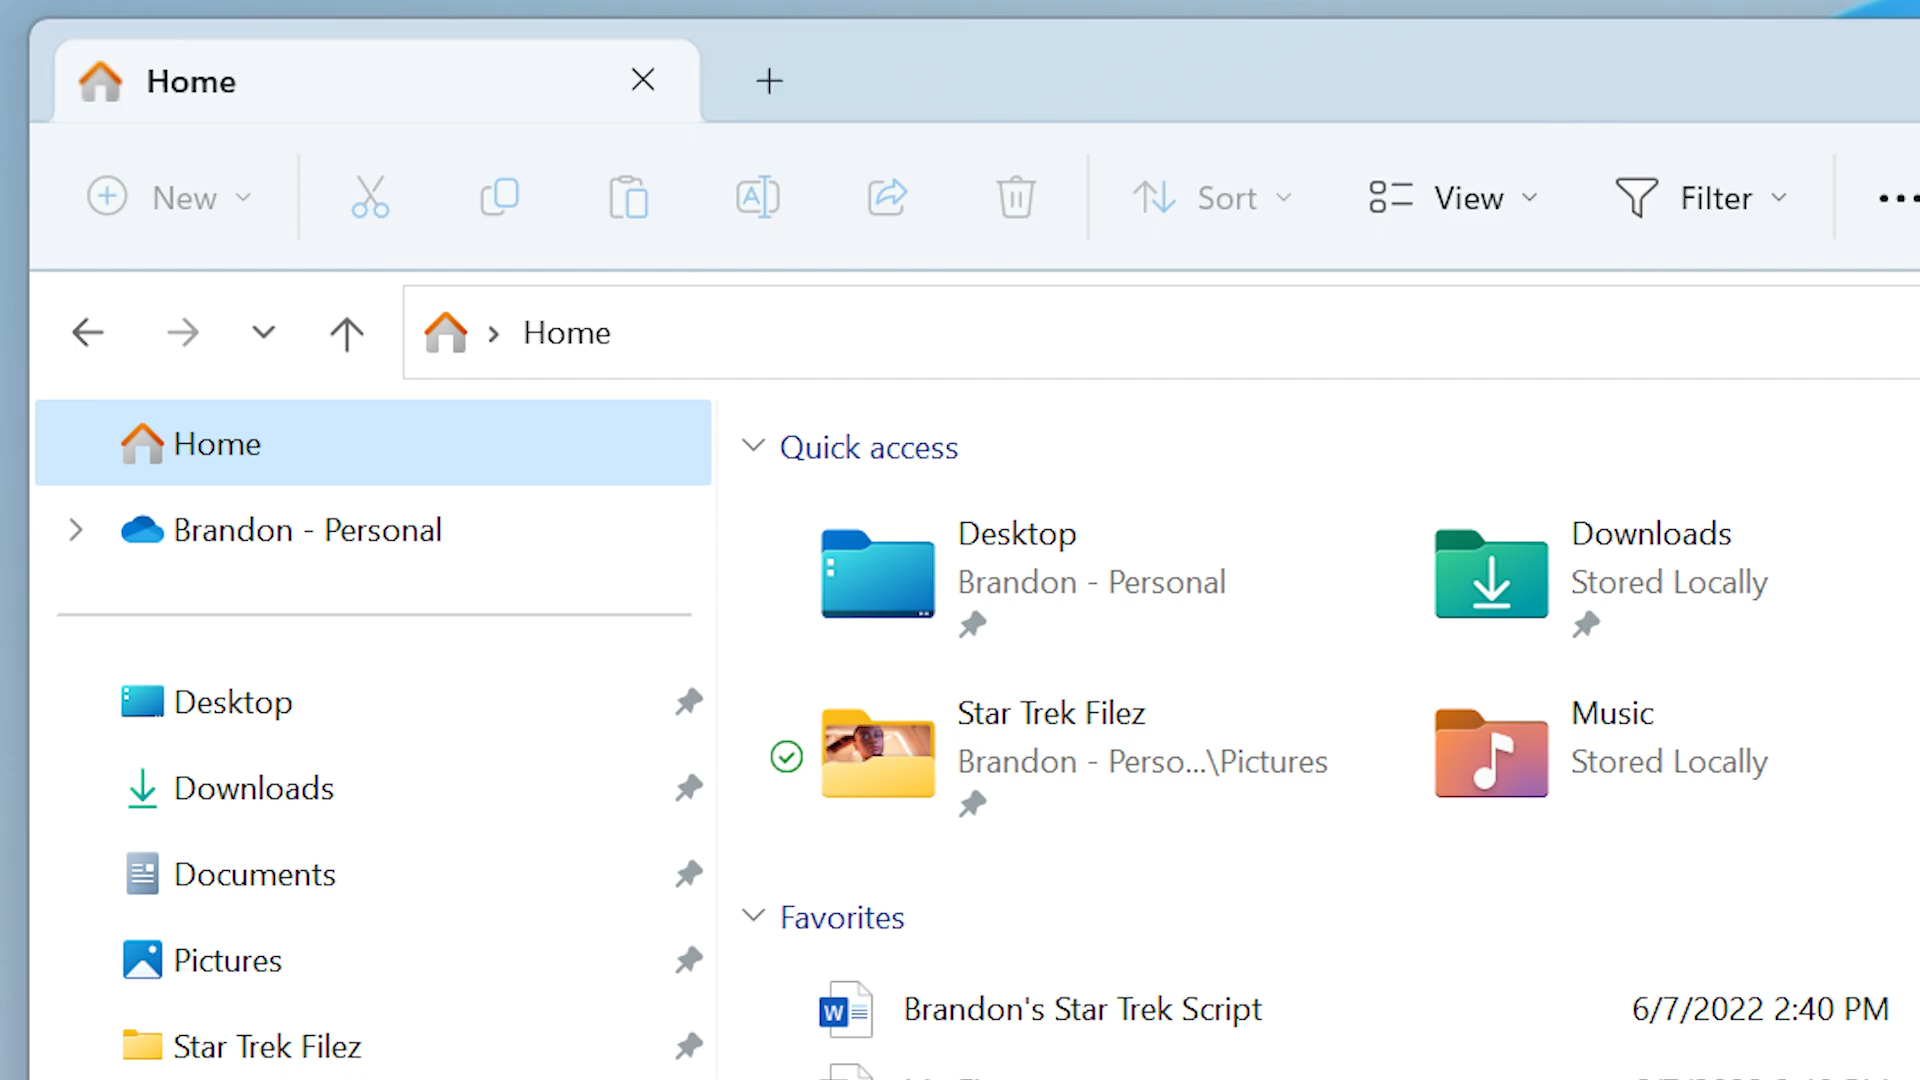 Home
New
Sort
View
Filter
Home
Home
Brandon - Personal
Desktop
Downloads
Documents
Pictures
Star Trek Filez
Quick access
Desktop
Brandon - Personal
Downloads
Stored Locally
Star Trek Filez
Brandon - Perso...\Pictures
Music
Stored Locally
Favorites
Brandon's Star Trek Script 6/7/2022 2:40 PM